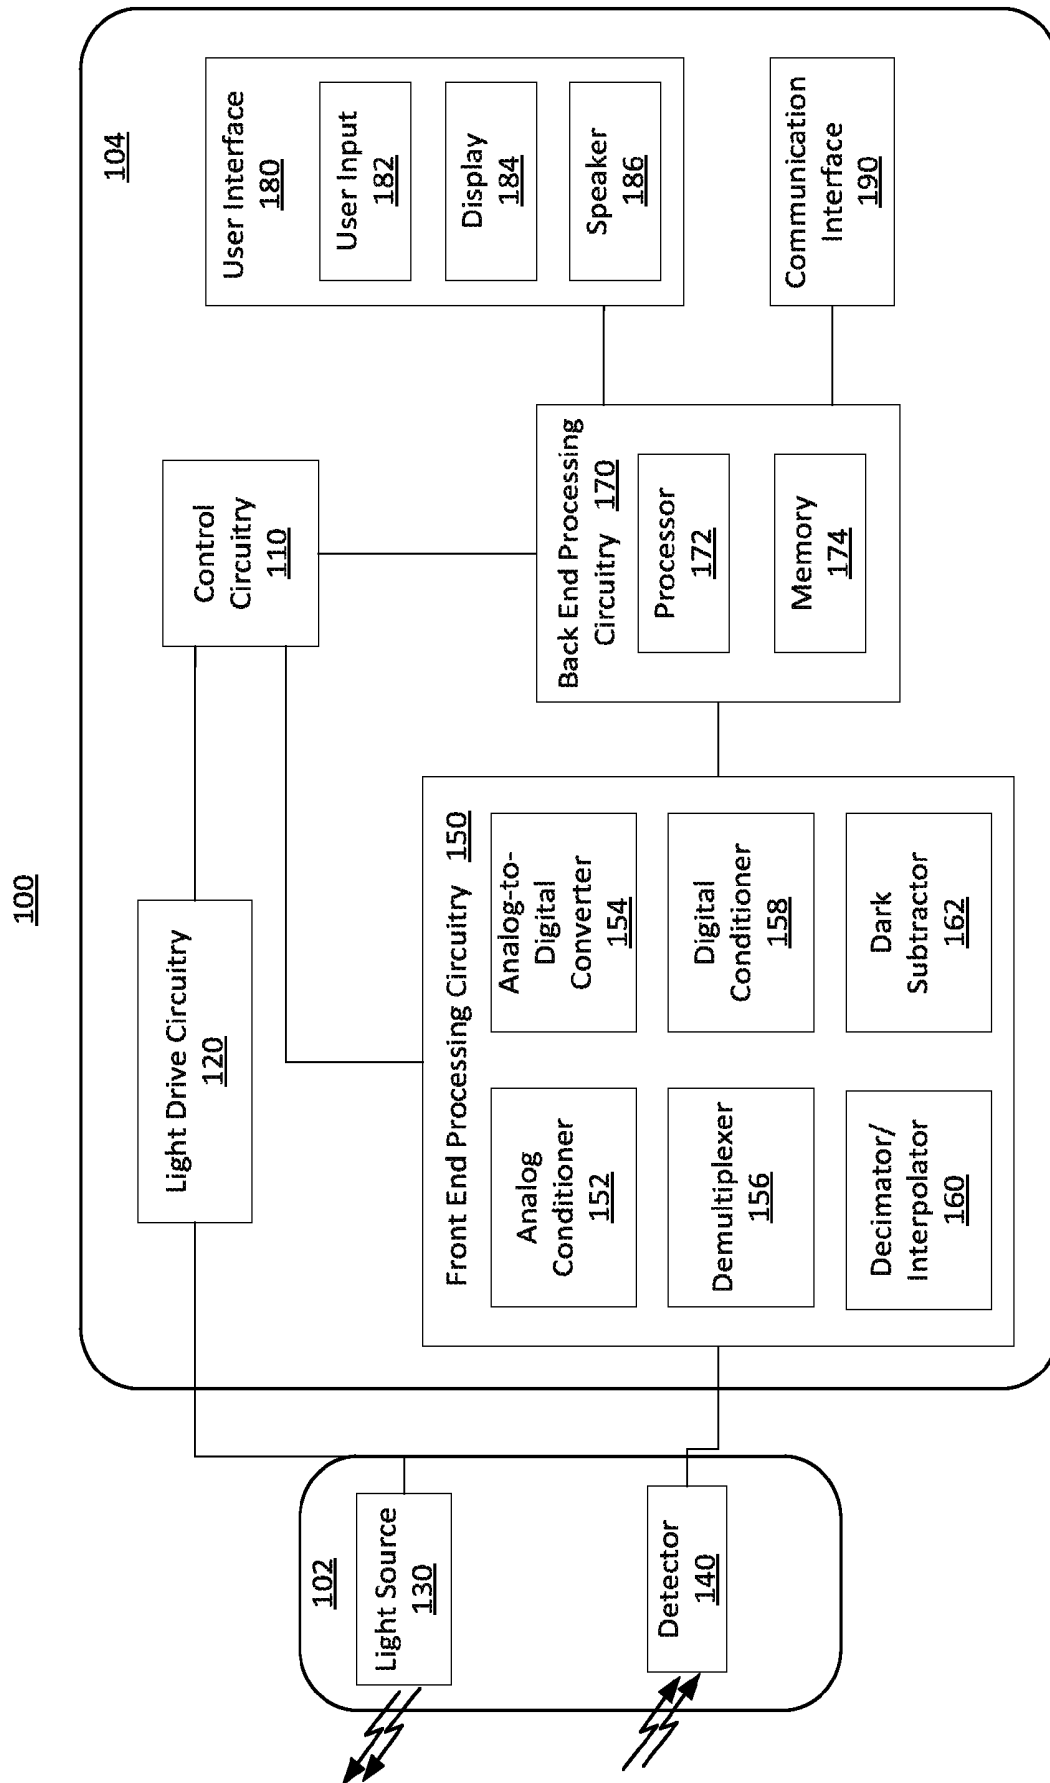 100
104
102
Light Source
130
Detector
140
Light Drive Circuitry
120
Control
Circuitry
110
Front End Processing Circuitry 150
Analog
Conditioner
152
Analog-to-
Digital
Converter
154
Demultiplexer
156
Digital
Conditioner
158
Decimator/
Interpolator
160
Dark
Subtractor
162
Back End Processing
Circuitry 170
Processor
172
Memory
174
User Interface
180
User Input
182
Display
184
Speaker
186
Communication
Interface
190